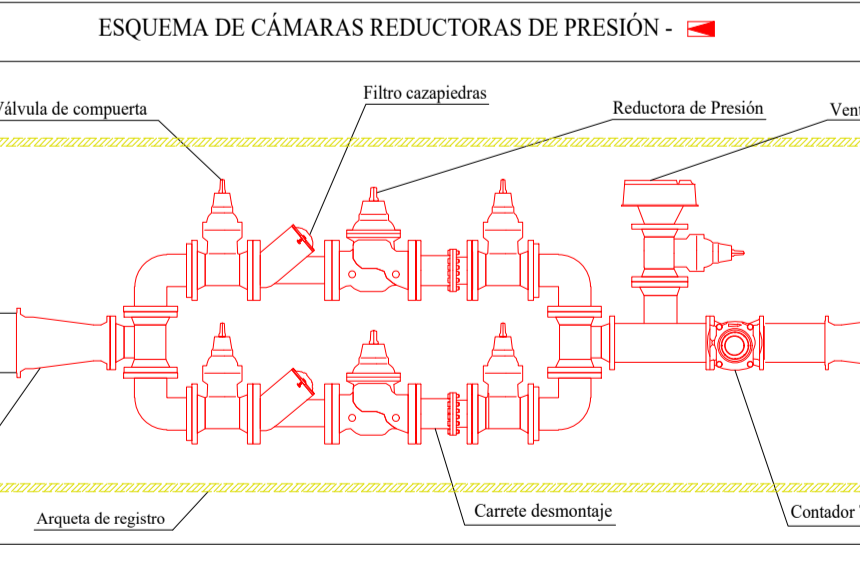 ESQUEMA DE CÁMARAS REDUCTORAS DE PRESIÓN -
Válvula de compuerta
Filtro cazapiedras
Reductora de Presión
Vent
Arqueta de registro
Carrete desmontaje
Contador